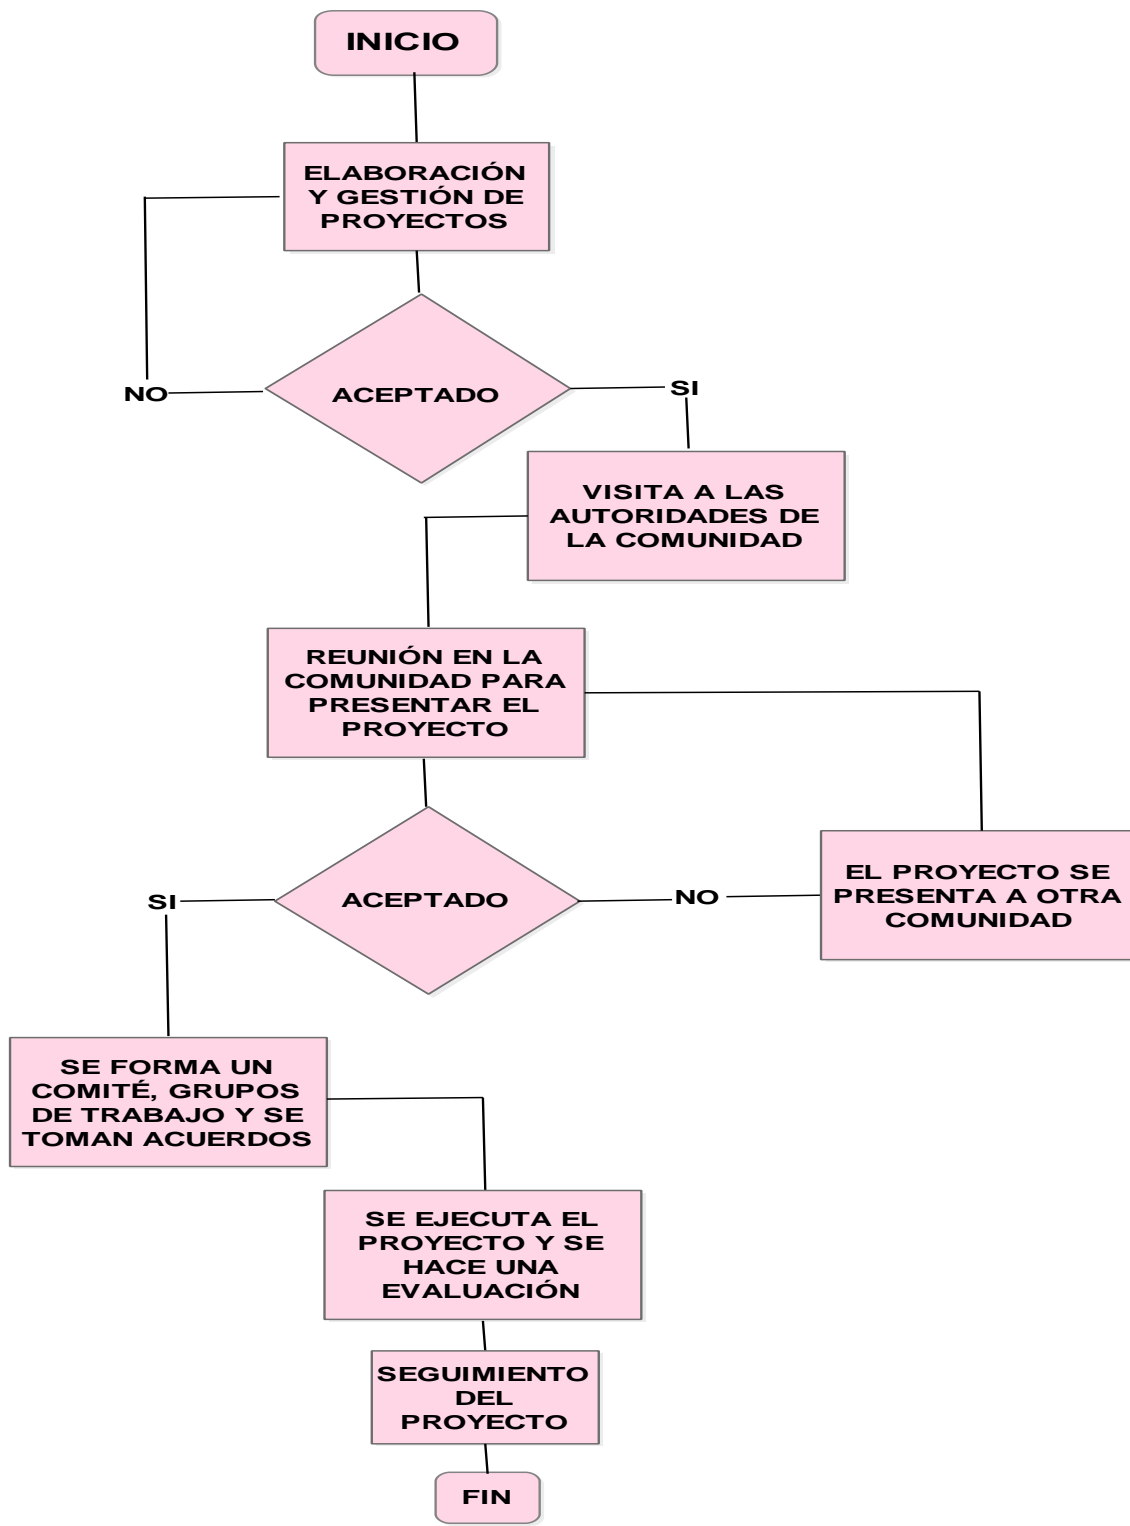 INICIO
ELABORACIÓN
Y GESTIÓN DE
PROYECTOS
ACEPTADO
NO
SI
VISITA A LAS
AUTORIDADES DE
LA COMUNIDAD
REUNIÓN EN LA
COMUNIDAD PARA
PRESENTAR EL
PROYECTO
ACEPTADO
SI
NO
EL PROYECTO SE
PRESENTA A OTRA
COMUNIDAD
SE FORMA UN
COMITÉ, GRUPOS
DE TRABAJO Y SE
TOMAN ACUERDOS
SE EJECUTA EL
PROYECTO Y SE
HACE UNA
EVALUACIÓN
SEGUIMIENTO
DEL
PROYECTO
FIN